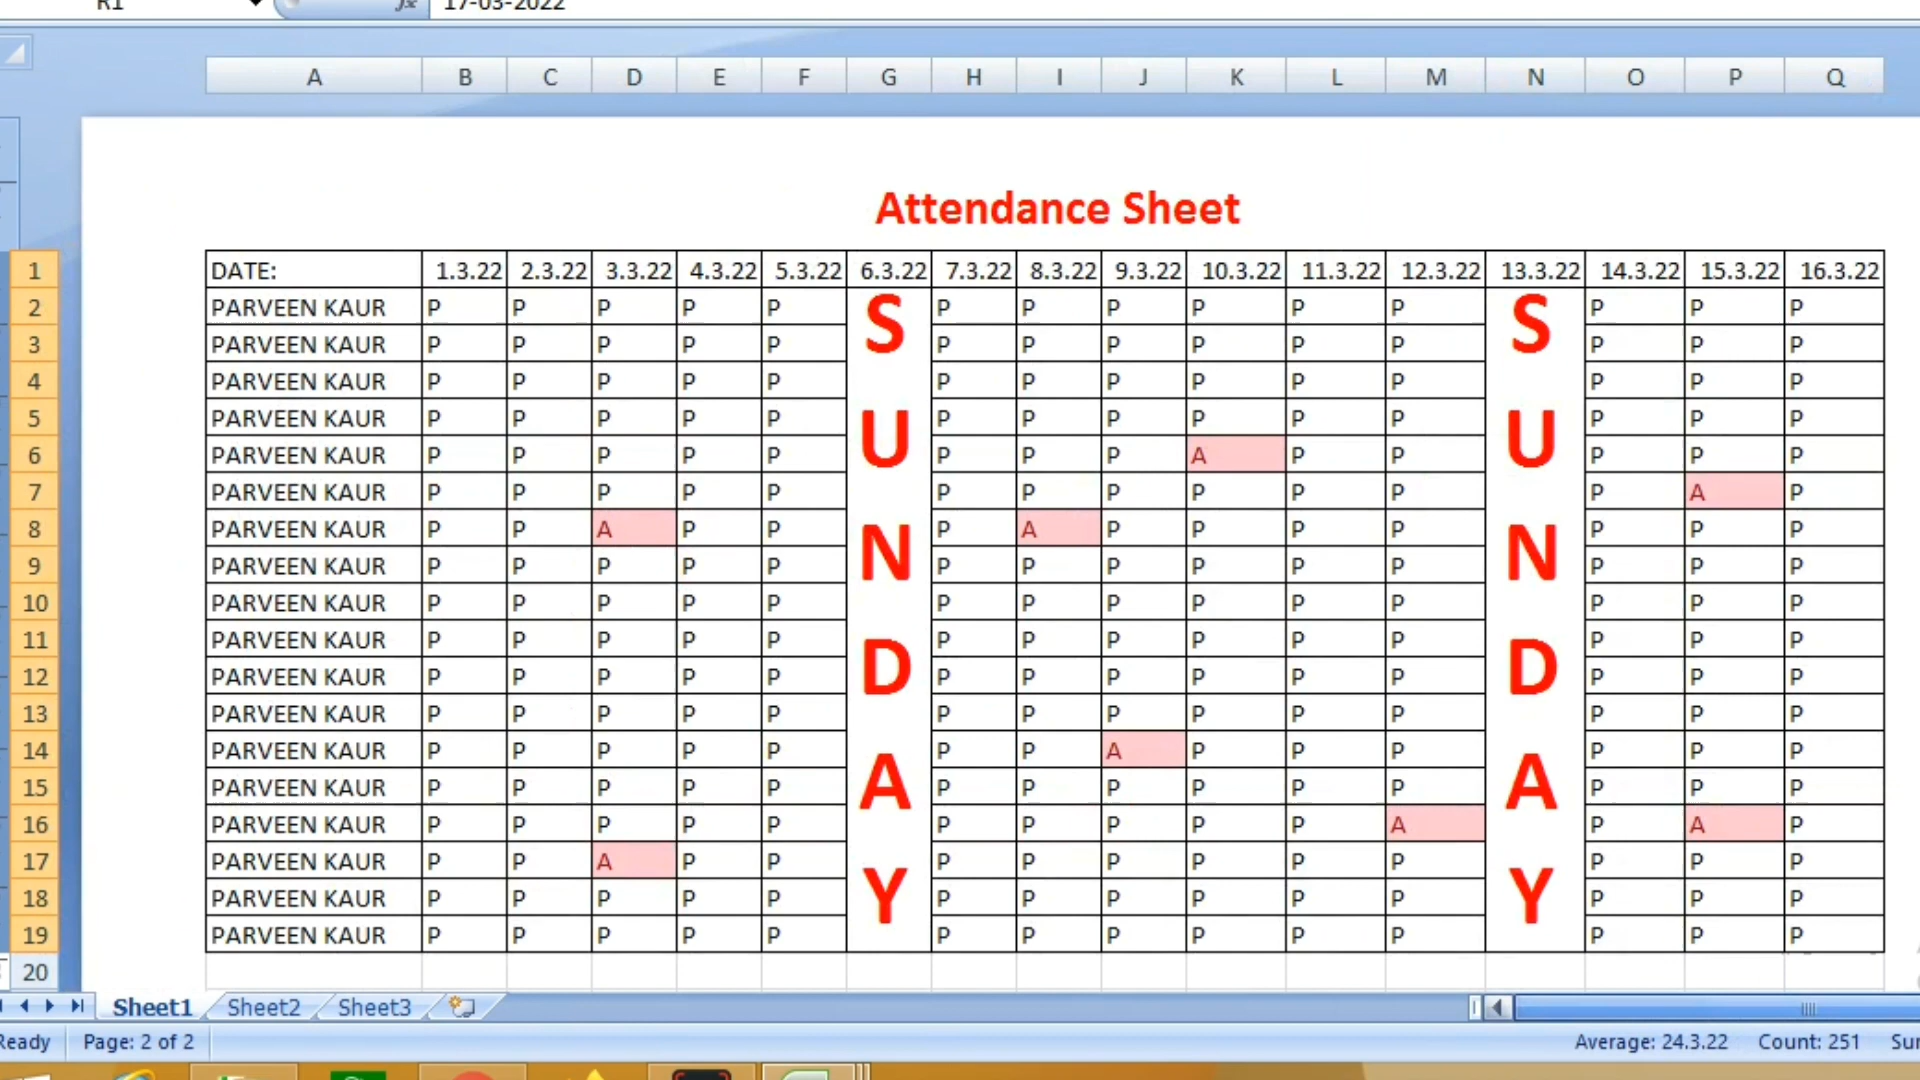 R1 fx 17-03-2022
A B C D E F G H I J K L M N O P Q
Attendance Sheet
1 DATE: 1.3.22 2.3.22 3.3.22 4.3.22 5.3.22 6.3.22 7.3.22 8.3.22 9.3.22 10.3.22 11.3.22 12.3.22 13.3.22 14.3.22 15.3.22 16.3.22
2 PARVEEN KAUR P P P P P P P P P P P P P P
3 PARVEEN KAUR P P P P P P P P P P P P P P
4 PARVEEN KAUR P P P P P P P P P P P P P P
5 PARVEEN KAUR P P P P P P P P P P P P P P
6 PARVEEN KAUR P P P P P P P P A P P P P P
7 PARVEEN KAUR P P P P P P P P P P P P A P
8 PARVEEN KAUR P P A P P P A P P P P P P P
9 PARVEEN KAUR P P P P P P P P P P P P P P
10 PARVEEN KAUR P P P P P P P P P P P P P P
11 PARVEEN KAUR P P P P P P P P P P P P P P
12 PARVEEN KAUR P P P P P P P P P P P P P P
13 PARVEEN KAUR P P P P P P P P P P P P P P
14 PARVEEN KAUR P P P P P P P A P P P P P P
15 PARVEEN KAUR P P P P P P P P P P P P P P
16 PARVEEN KAUR P P P P P P P P P P A P A P
17 PARVEEN KAUR P P A P P P P P P P P P P P
18 PARVEEN KAUR P P P P P P P P P P P P P P
19 PARVEEN KAUR P P P P P P P P P P P P P P
20
SUNDAY
SUNDAY
Sheet1 Sheet2 Sheet3
Ready Page: 2 of 2 Average: 24.3.22 Count: 251